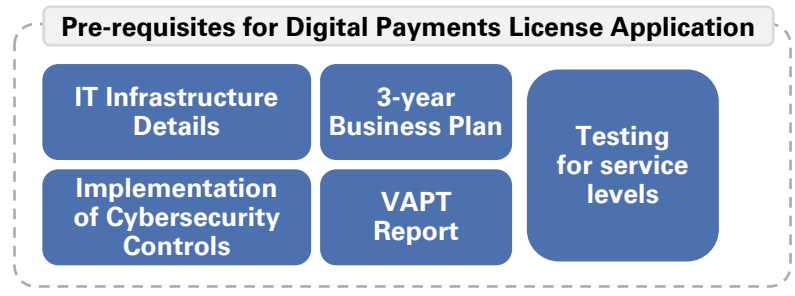 Pre-requisites for Digital Payments License Application
IT Infrastructure
Details
3-year
Business Plan
Testing
for service
levels
Implementation
of Cybersecurity
Controls
VAPT
Report